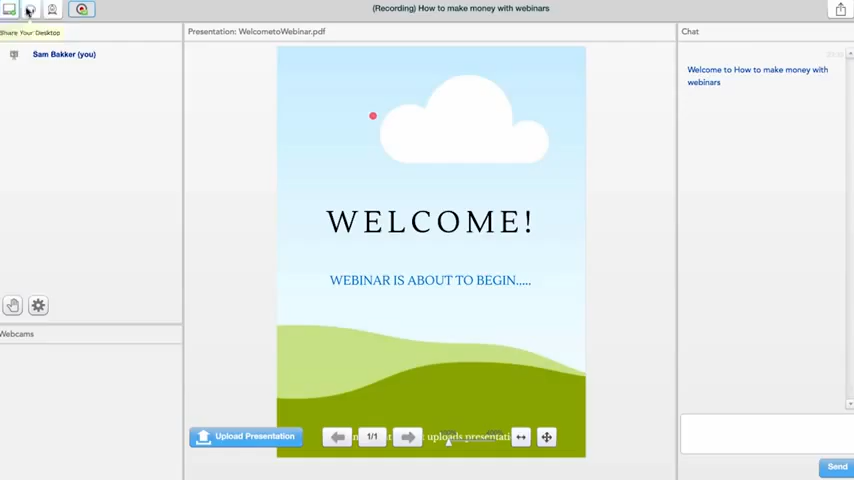 (Recording) How to make money with webinars
Share Your Desktop
Presentation: WelcometoWebinar.pdf
Chat
Sam Bakker (you)
Welcome to How to make money with
webinars
WELCOME!
WEBINAR IS ABOUT TO BEGIN.....
Webcams
Upload Presentation
1/1
uploads
Send